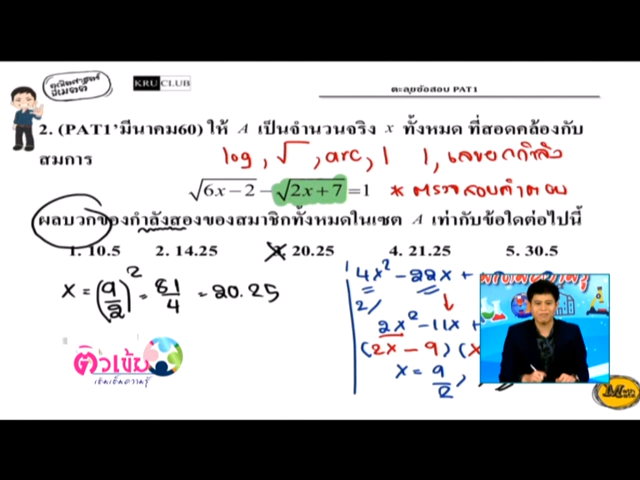 คณิตศาสตร์
KRU CLUB
ตะลุยข้อสอบ PAT1
2. (PAT1'มีนาคม60) ให้ A เป็นจำนวนจริง x ทั้งหมด ที่สอดคล้องกับ
สมการ
log, √ , arc, | |, เลขยกกำลัง
√6x − 2 − √2x + 7 = 1
* ตรวจสอบคำตอบ
ผลบวกของกำลังสองของสมาชิกทั้งหมดในเซต A เท่ากับข้อใดต่อไปนี้
1. 10.5 2. 14.25 3. 20.25 4. 21.25 5. 30.5
x = (9/2)² = 81/4 = 20.25
4x² − 22x +
2x² − 11x +
(2x − 9) (x
x = 9/2 ,
ติวเข้ม
เติมเต็มความรู้